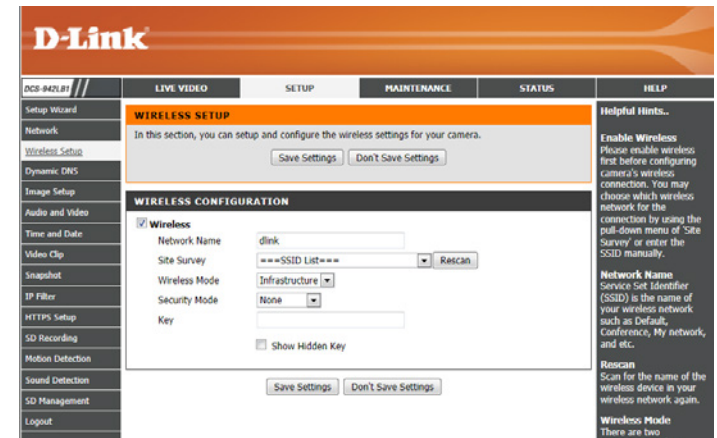 D-Link
DCS-942LB1 // LIVE VIDEO SETUP MAINTENANCE STATUS HELP
Setup Wizard
Network
Wireless Setup
Dynamic DNS
Image Setup
Audio and Video
Time and Date
Video Clip
Snapshot
IP Filter
HTTPS Setup
SD Recording
Motion Detection
Sound Detection
SD Management
Logout
WIRELESS SETUP
In this section, you can setup and configure the wireless settings for your camera.
Save Settings Don't Save Settings
WIRELESS CONFIGURATION
Wireless
Network Name dlink
Site Survey ===SSID List=== Rescan
Wireless Mode Infrastructure
Security Mode None
Key
Show Hidden Key
Save Settings Don't Save Settings
Helpful Hints..
Enable Wireless
Please enable wireless
first before configuring
camera's wireless
connection. You may
choose which wireless
network for the
connection by using the
pull-down menu of 'Site
Survey' or enter the
SSID manually.
Network Name
Service Set Identifier
(SSID) is the name of
your wireless network
such as Default,
Conference, My network,
and etc.
Rescan
Scan for the name of the
wireless device in your
wireless network again.
Wireless Mode
There are two